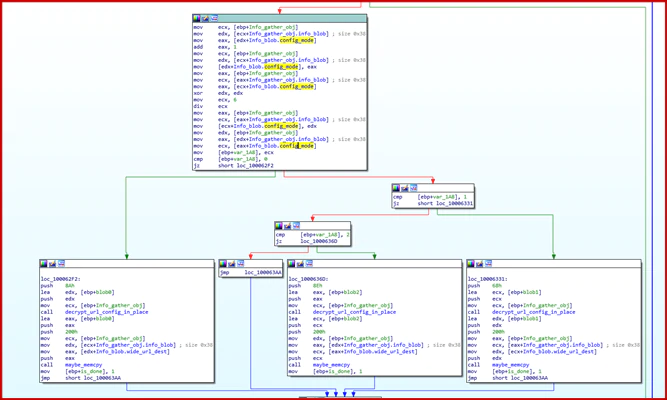 mov     ecx, [ebp+Info_gather_obj]
mov     edx, [ecx+Info_gather_obj.info_blob] ; size 0x38
mov     eax, [edx+Info_blob.config_mode]
add     eax, 1
mov     ecx, [ebp+Info_gather_obj]
mov     edx, [ecx+Info_gather_obj.info_blob] ; size 0x38
mov     [edx+Info_blob.config_mode], eax
mov     eax, [ebp+Info_gather_obj]
mov     ecx, [eax+Info_gather_obj.info_blob] ; size 0x38
mov     eax, [ecx+Info_blob.config_mode]
xor     edx, edx
mov     ecx, 6
div     ecx
mov     eax, [ebp+Info_gather_obj]
mov     ecx, [eax+Info_gather_obj.info_blob] ; size 0x38
mov     [ecx+Info_blob.config_mode], edx
mov     edx, [ebp+Info_gather_obj]
mov     eax, [edx+Info_gather_obj.info_blob] ; size 0x38
mov     ecx, [eax+Info_blob.config_mode]
mov     [ebp+var_1A8], ecx
cmp     [ebp+var_1A8], 0
jz      short loc_100062F2
cmp     [ebp+var_1A8], 1
jz      short loc_10006331
cmp     [ebp+var_1A8], 2
jz      loc_1000636D
loc_100062F2:
push    0Ah
lea     edx, [ebp+blob0]
push    edx
mov     ecx, [ebp+Info_gather_obj]
call    decrypt_url_config_in_place
lea     eax, [ebp+blob0]
push    eax
push    200h
mov     ecx, [ebp+Info_gather_obj]
mov     edx, [ecx+Info_gather_obj.info_blob] ; size 0x38
mov     eax, [edx+Info_blob.wide_url_dest]
push    eax
call    maybe_memcpy
mov     [ebp+is_done], 1
jmp     short loc_100063AA
jmp     loc_100063AA
loc_1000636D:
push    0Eh
lea     eax, [ebp+blob2]
push    eax
mov     ecx, [ebp+Info_gather_obj]
call    decrypt_url_config_in_place
lea     ecx, [ebp+blob2]
push    ecx
push    200h
mov     edx, [ebp+Info_gather_obj]
mov     eax, [edx+Info_gather_obj.info_blob] ; size 0x38
mov     ecx, [eax+Info_blob.wide_url_dest]
push    ecx
call    maybe_memcpy
mov     [ebp+is_done], 1
loc_10006331:
push    68h
lea     ecx, [ebp+blob1]
push    ecx
mov     ecx, [ebp+Info_gather_obj]
call    decrypt_url_config_in_place
lea     edx, [ebp+blob1]
push    edx
push    200h
mov     eax, [ebp+Info_gather_obj]
mov     ecx, [eax+Info_gather_obj.info_blob] ; size 0x38
mov     edx, [ecx+Info_blob.wide_url_dest]
push    edx
call    maybe_memcpy
mov     [ebp+is_done], 1
jmp     short loc_100063AA